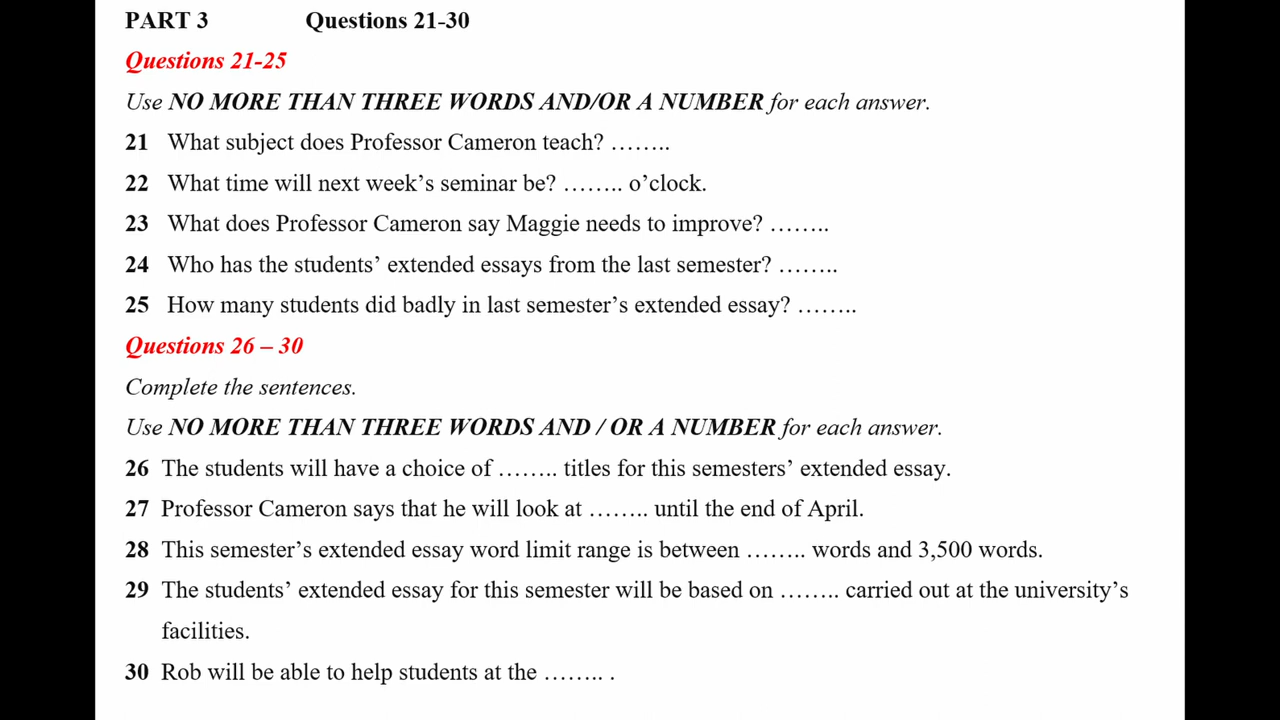 PART 3 Questions 21-30
Questions 21-25
Use NO MORE THAN THREE WORDS AND/OR A NUMBER for each answer.
21 What subject does Professor Cameron teach? ……..
22 What time will next week’s seminar be? …….. o’clock.
23 What does Professor Cameron say Maggie needs to improve? ……..
24 Who has the students’ extended essays from the last semester? ……..
25 How many students did badly in last semester’s extended essay? ……..
Questions 26 – 30
Complete the sentences.
Use NO MORE THAN THREE WORDS AND / OR A NUMBER for each answer.
26 The students will have a choice of …….. titles for this semesters’ extended essay.
27 Professor Cameron says that he will look at …….. until the end of April.
28 This semester’s extended essay word limit range is between …….. words and 3,500 words.
29 The students’ extended essay for this semester will be based on …….. carried out at the university’s
facilities.
30 Rob will be able to help students at the …….. .